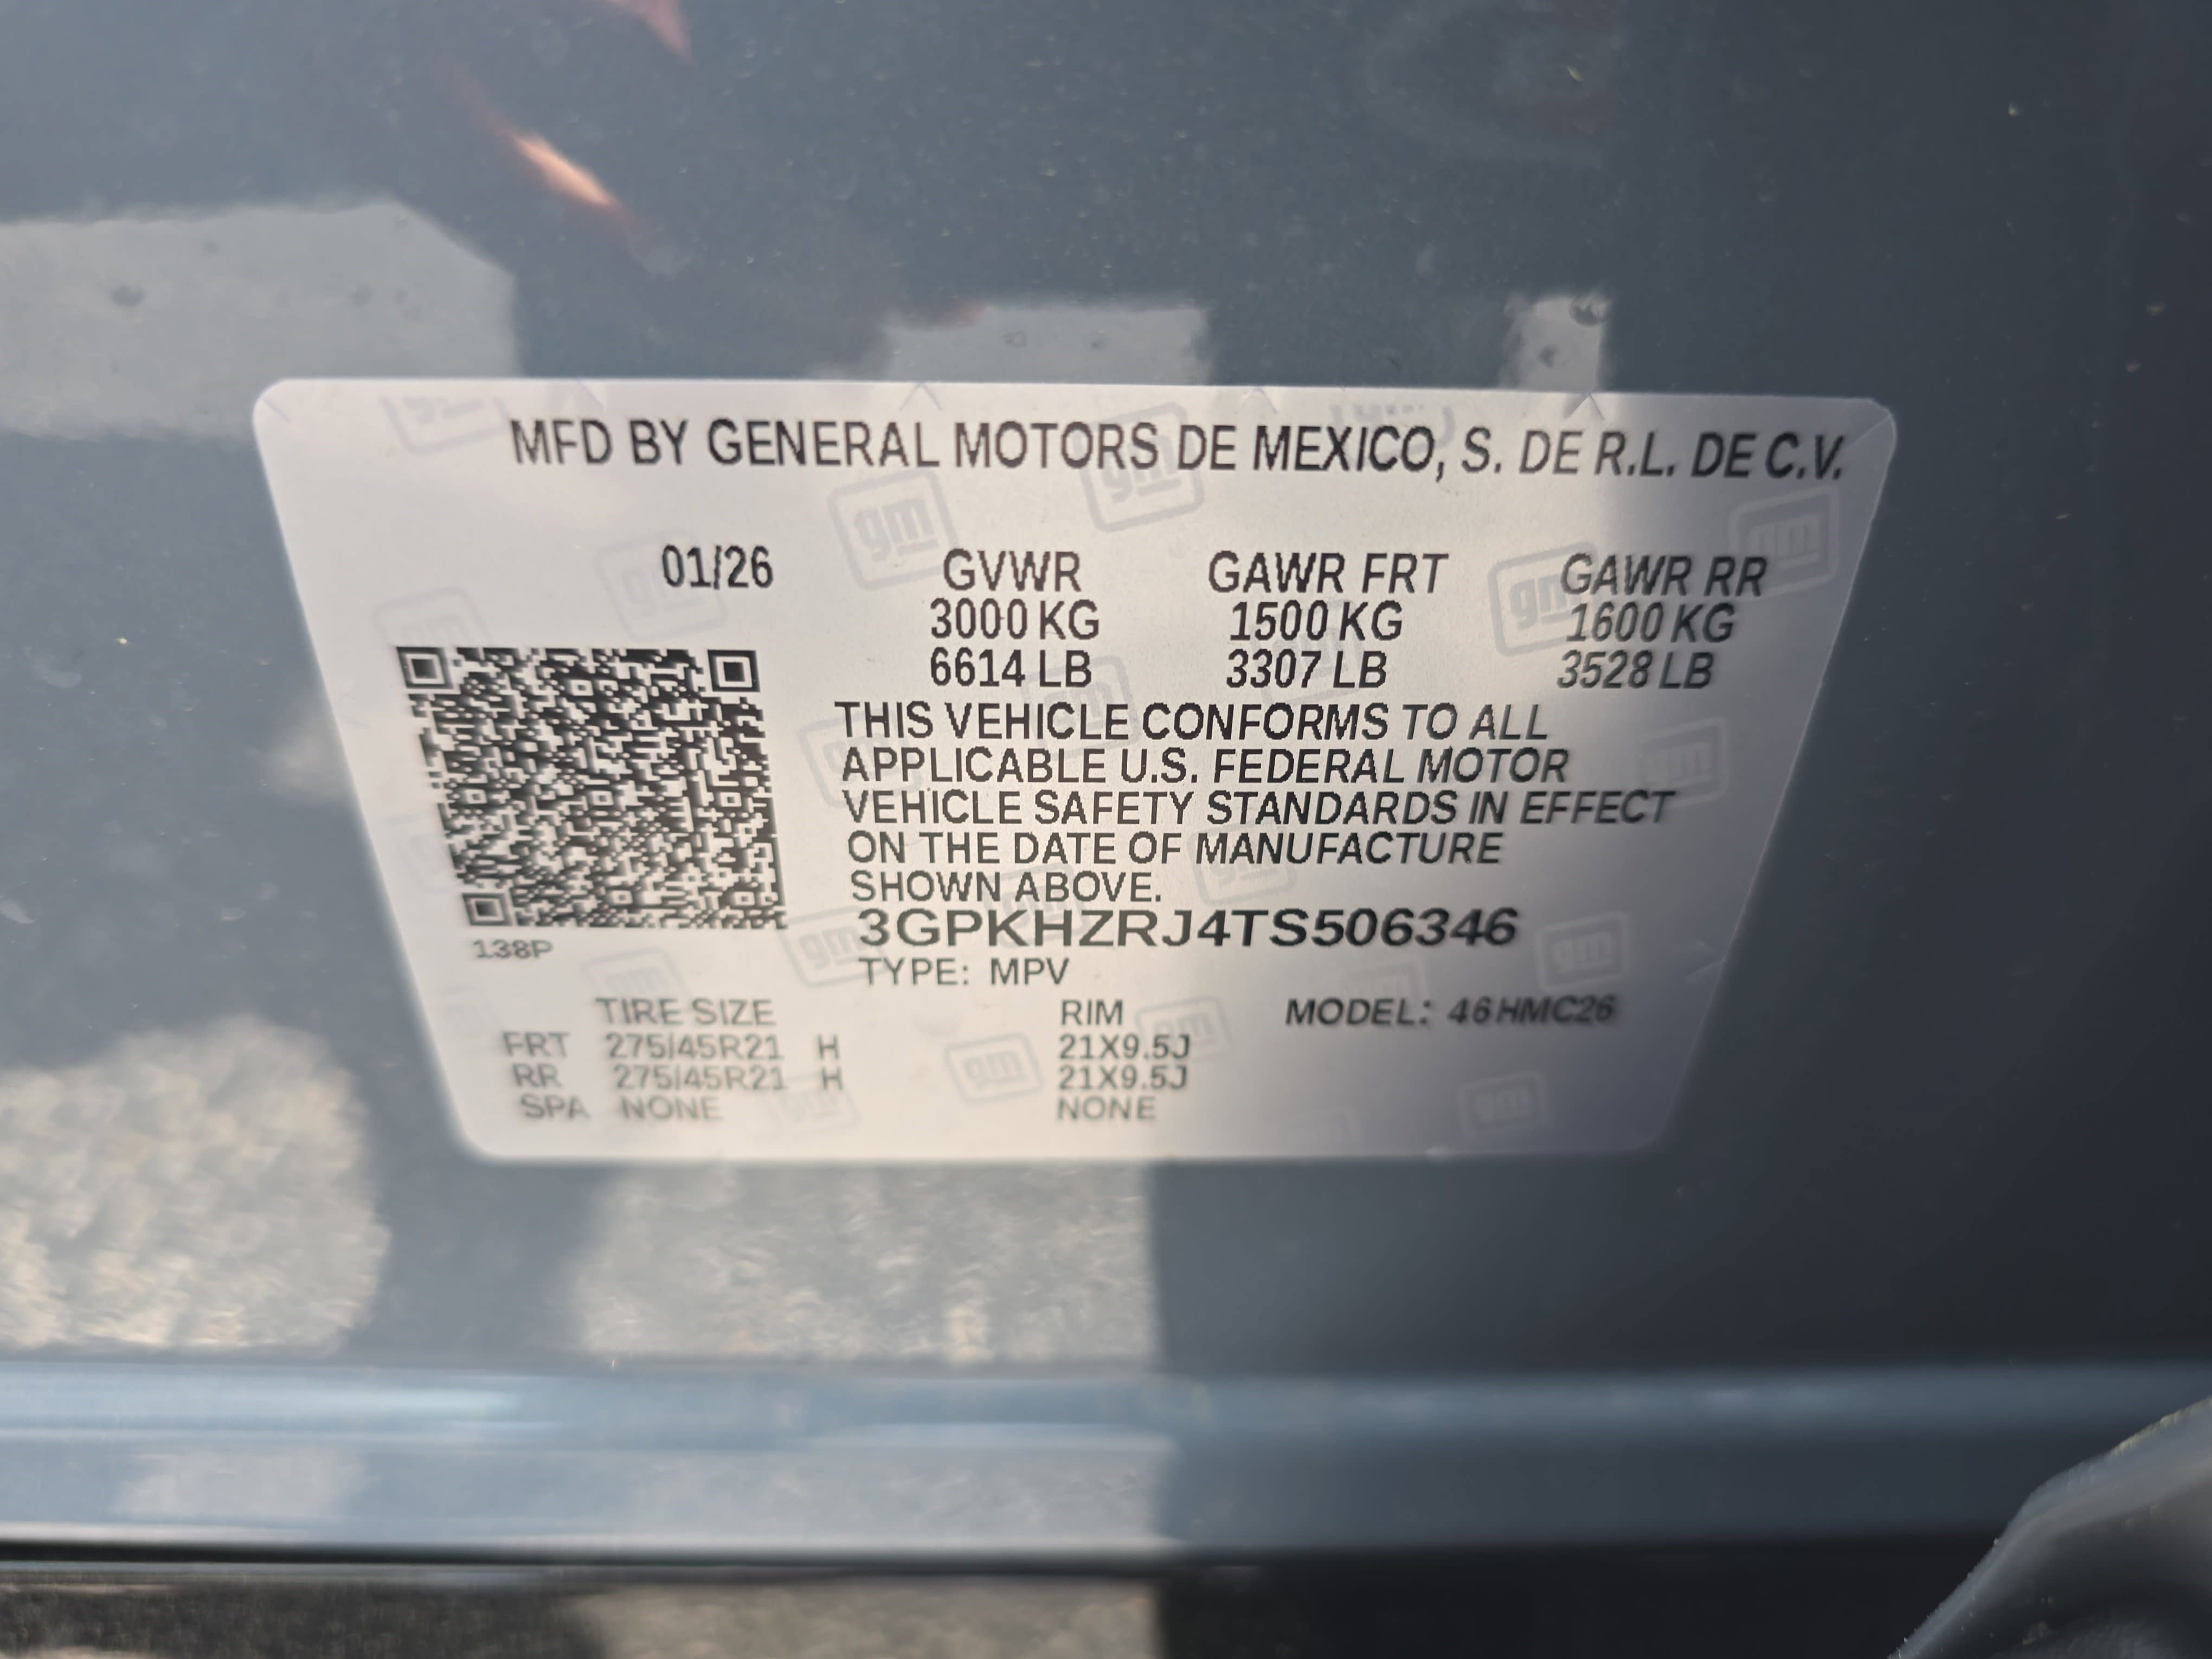 MFD BY GENERAL MOTORS DE MEXICO, S. DE R.L. DE C.V.
01/26 GVWR GAWR FRT GAWR RR
3000 KG 1500 KG 1600 KG
6614 LB 3307 LB 3528 LB
THIS VEHICLE CONFORMS TO ALL
APPLICABLE U.S. FEDERAL MOTOR
VEHICLE SAFETY STANDARDS IN EFFECT
ON THE DATE OF MANUFACTURE
SHOWN ABOVE.
3GPKHZRJ4TS506346
138P
TYPE: MPV
TIRE SIZE RIM MODEL: 46HMC26
FRT 275/45R21 H 21X9.5J
RR 275/45R21 H 21X9.5J
SPA NONE NONE